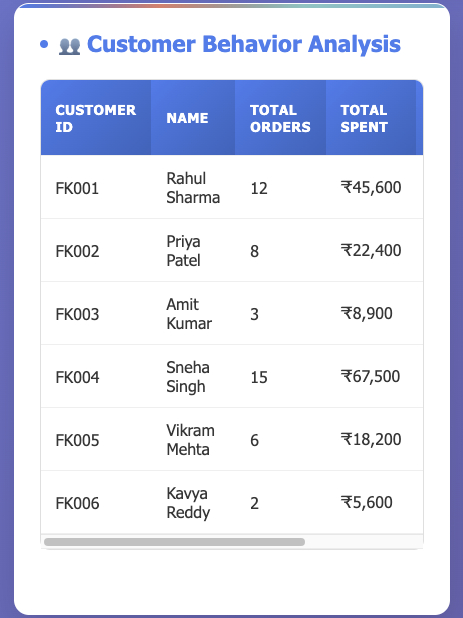 Customer Behavior Analysis
CUSTOMER ID NAME TOTAL ORDERS TOTAL SPENT
FK001 Rahul Sharma 12 ₹45,600
FK002 Priya Patel 8 ₹22,400
FK003 Amit Kumar 3 ₹8,900
FK004 Sneha Singh 15 ₹67,500
FK005 Vikram Mehta 6 ₹18,200
FK006 Kavya Reddy 2 ₹5,600